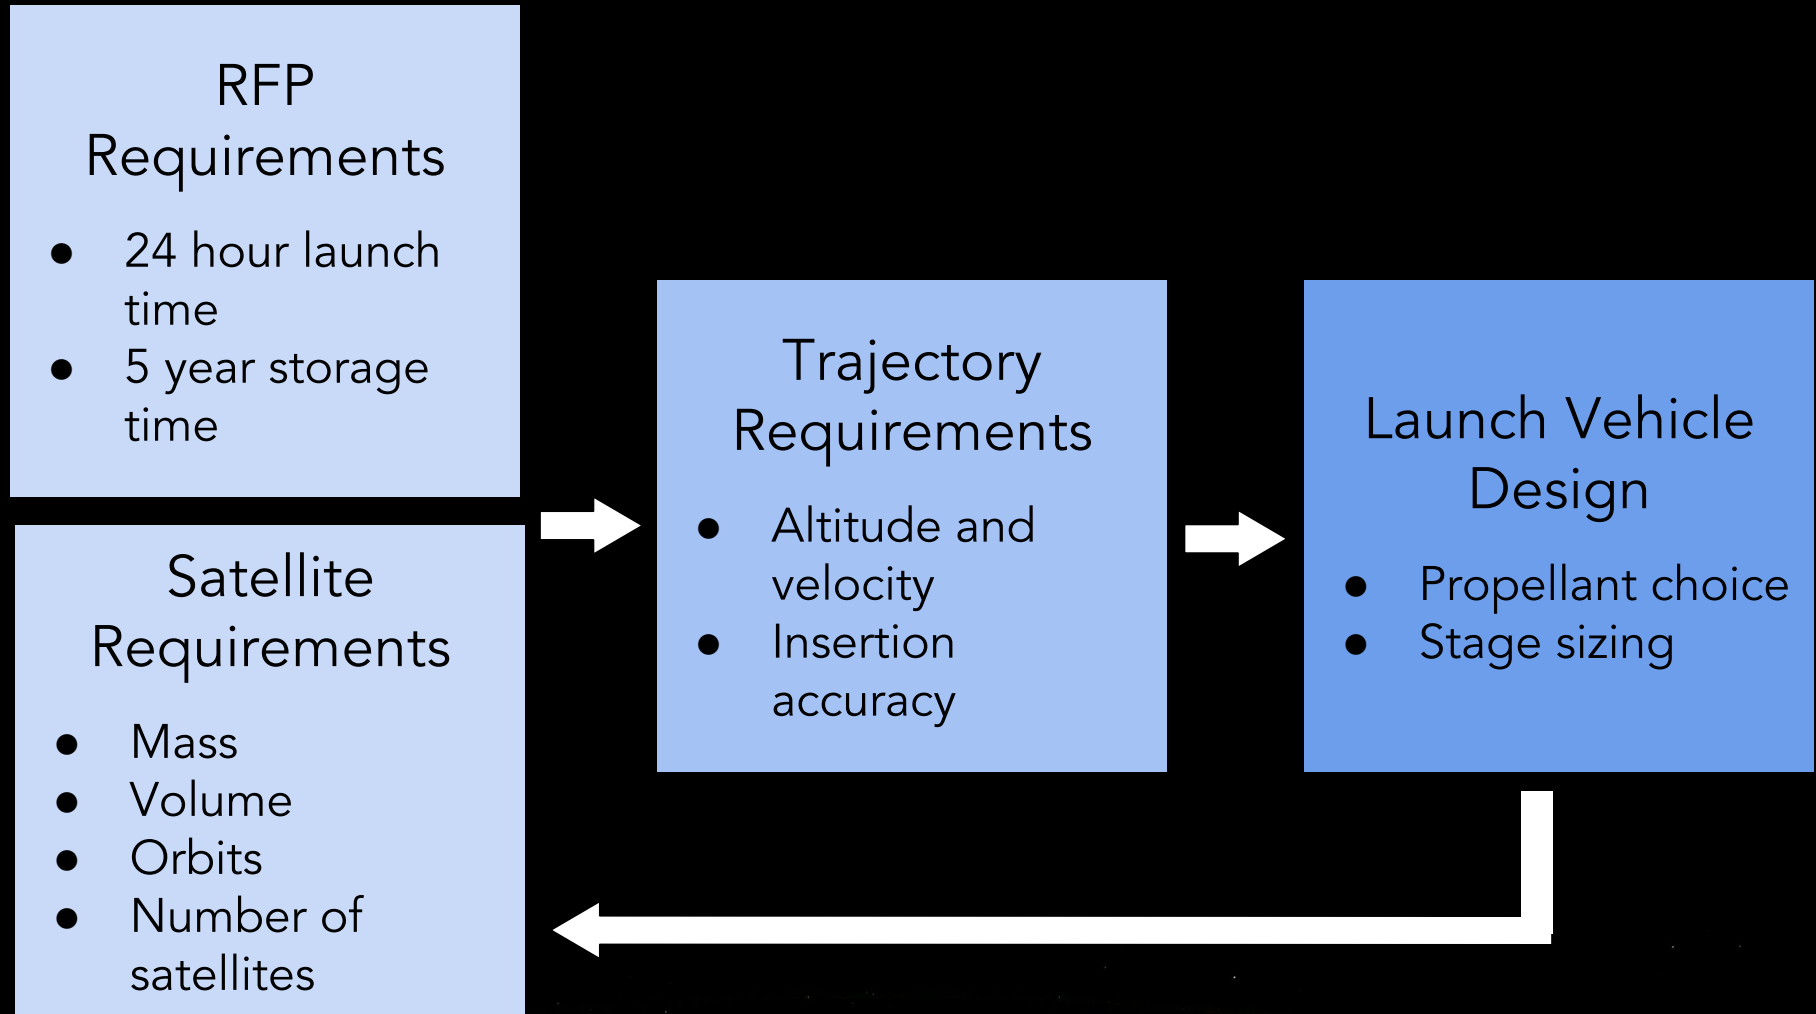 RFP
Requirements
● 24 hour launch
time
● 5 year storage
time
Satellite
Requirements
● Mass
● Volume
● Orbits
● Number of
satellites
Trajectory
Requirements
● Altitude and
velocity
● Insertion
accuracy
Launch Vehicle
Design
● Propellant choice
● Stage sizing